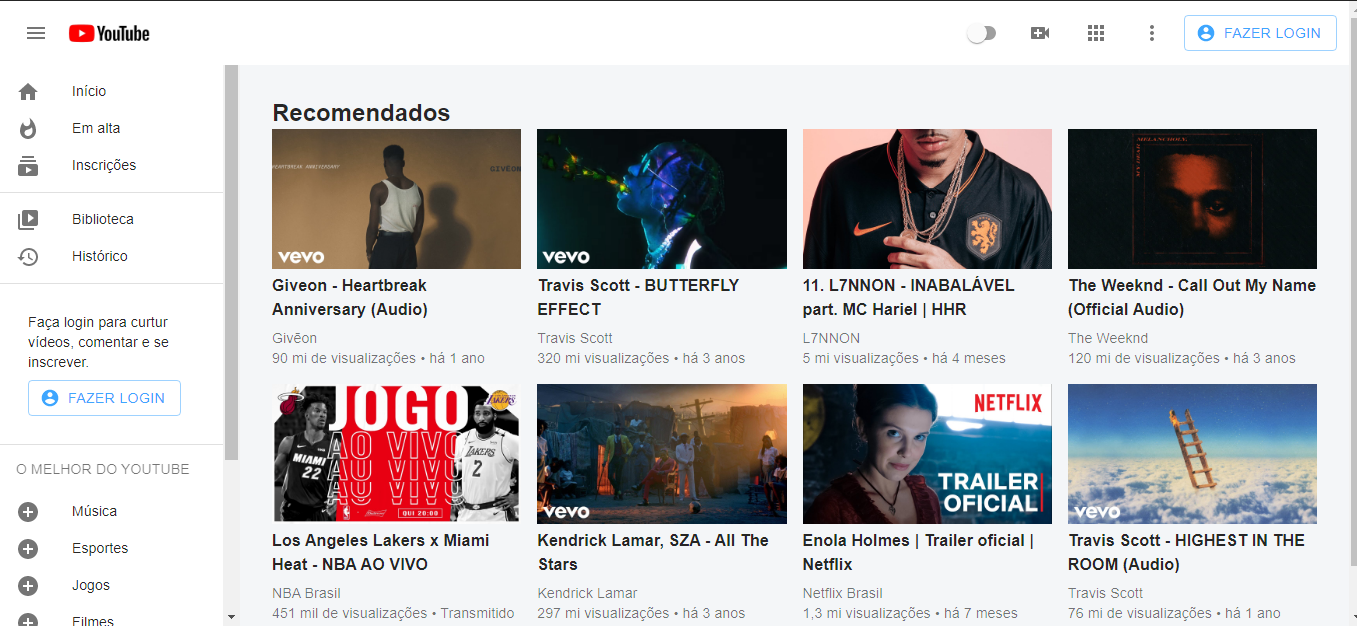 YouTube
FAZER LOGIN
Início
Em alta
Inscrições
Biblioteca
Histórico
Faça login para curtur
vídeos, comentar e se
inscrever.
FAZER LOGIN
O MELHOR DO YOUTUBE
Música
Esportes
Jogos
Filmes
Recomendados
HEARTBREAK ANNIVERSARY
GIVĒON
vevo
Giveon - Heartbreak
Anniversary (Audio)
Givēon
90 mi de visualizações • há 1 ano
vevo
Travis Scott - BUTTERFLY
EFFECT
Travis Scott
320 mi visualizações • há 3 anos
11. L7NNON - INABALÁVEL
part. MC Hariel | HHR
L7NNON
5 mi visualizações • há 4 meses
MELANCHOLY,
MY DEAR
The Weeknd - Call Out My Name
(Official Audio)
The Weeknd
120 mi de visualizações • há 3 anos
JOGO
AO VIVO
AO VIVO
AO VIVO
AO VIVO
MIAMI
22
LAKERS
LAKERS
2
QUI 20:00
Los Angeles Lakers x Miami
Heat - NBA AO VIVO
NBA Brasil
451 mil de visualizações • Transmitido
vevo
Kendrick Lamar, SZA - All The
Stars
Kendrick Lamar
297 mi visualizações • há 3 anos
NETFLIX
TRAILER
OFICIAL
Enola Holmes | Trailer oficial |
Netflix
Netflix Brasil
1,3 mi visualizações • há 7 meses
vevo
Travis Scott - HIGHEST IN THE
ROOM (Audio)
Travis Scott
76 mi de visualizações • há 1 ano